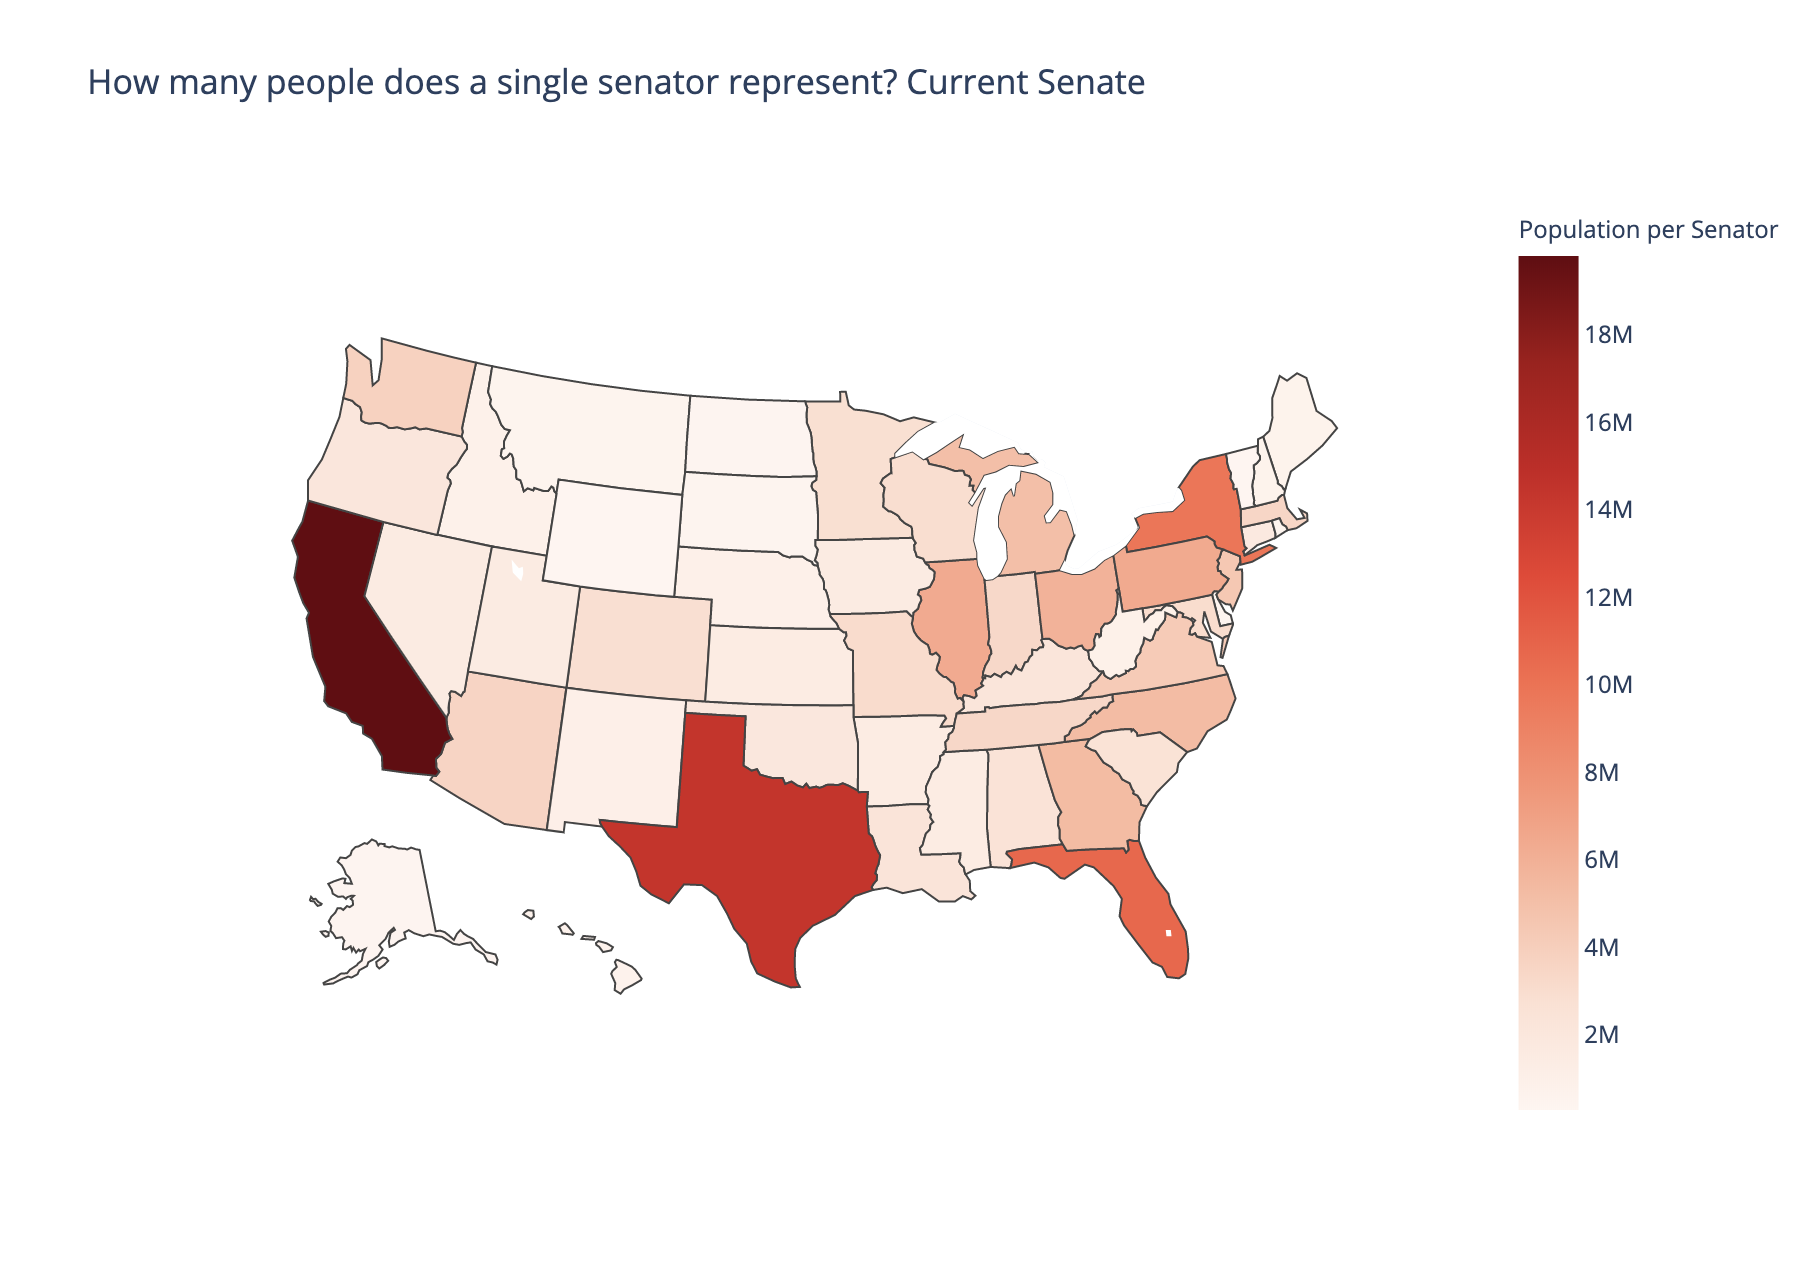 How many people does a single senator represent? Current Senate
Population per Senator
18M
16M
14M
12M
10M
8M
6M
4M
2M